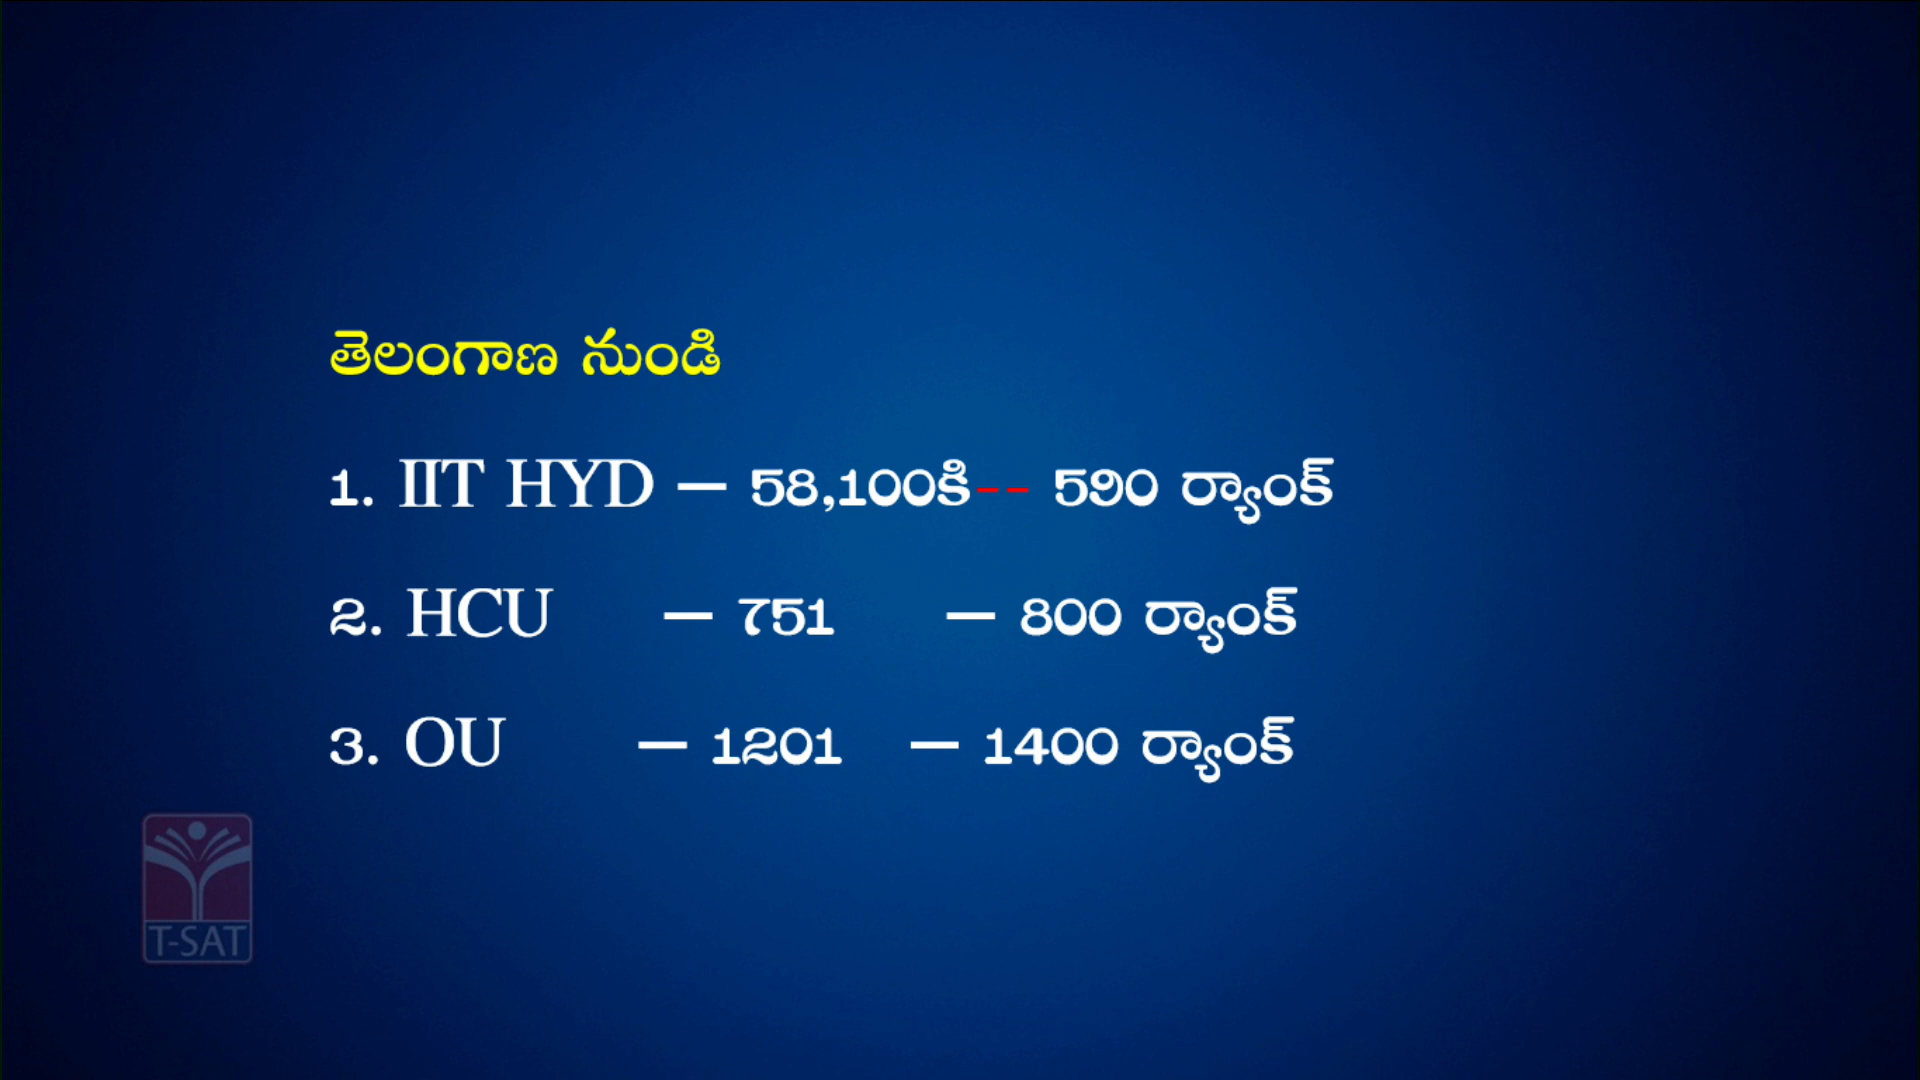 తెలంగాణ నుండి
1. IIT HYD – 58,100కి-- 590 ర్యాంక్
2. HCU – 751 – 800 ర్యాంక్
3. OU – 1201 – 1400 ర్యాంక్
T-SAT